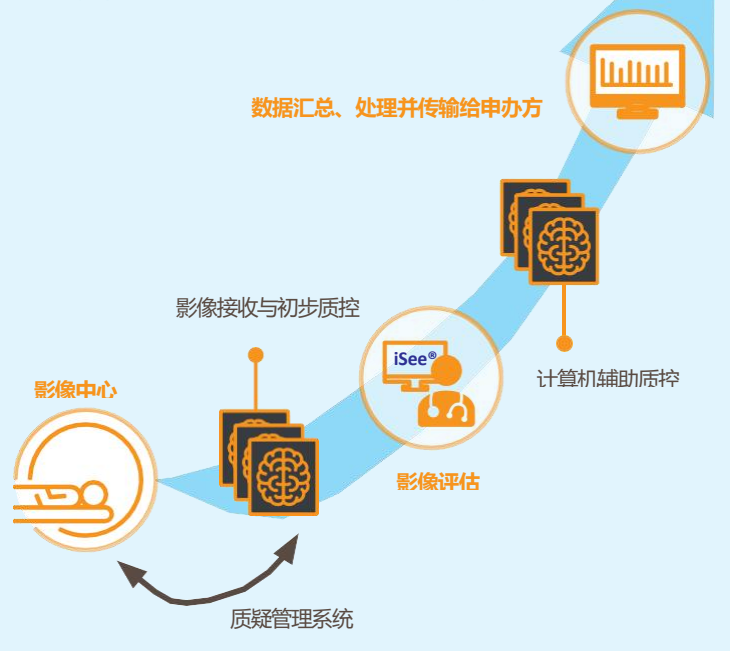 数据汇总、处理并传输给申办方
影像接收与初步质控
iSee®
计算机辅助质控
影像中心
影像评估
质疑管理系统